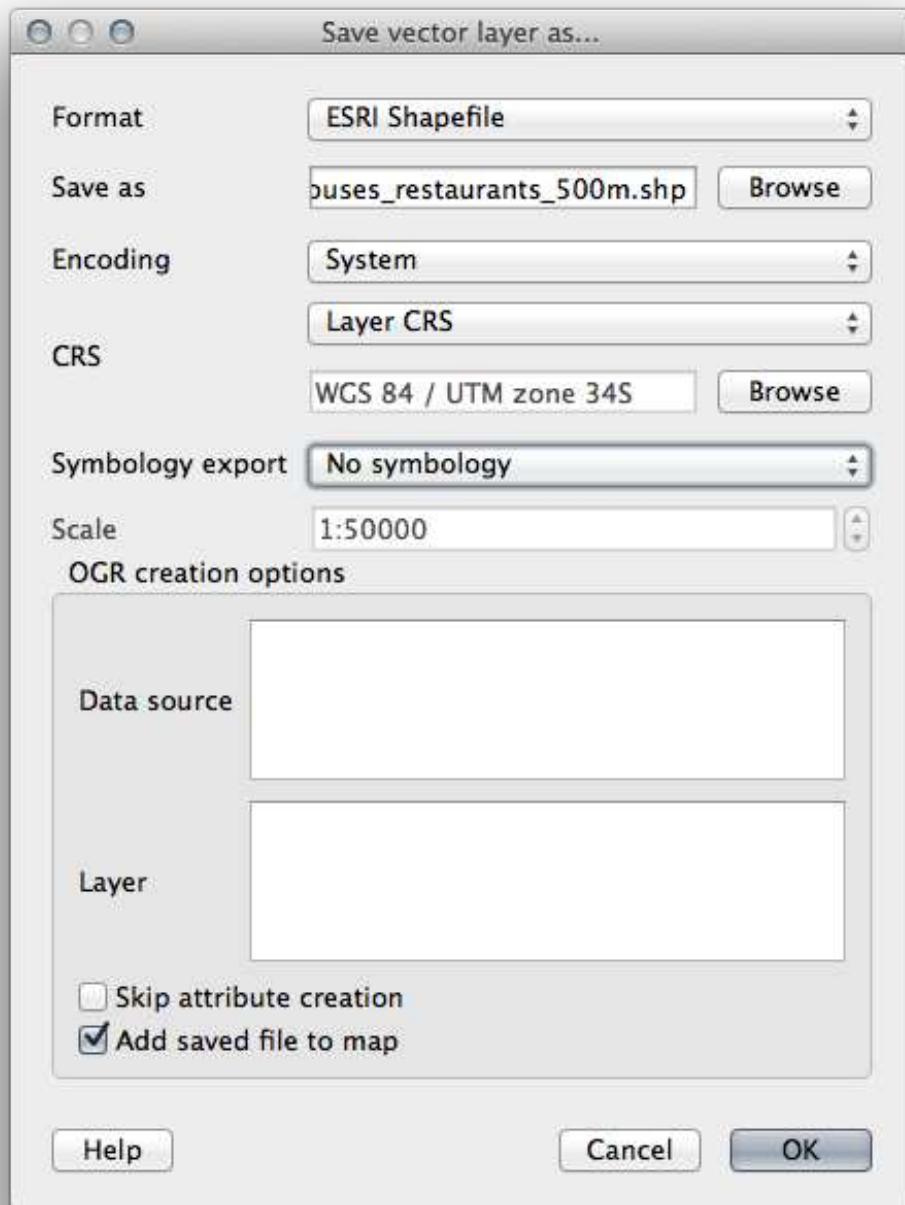 Save vector layer as...
Format ESRI Shapefile
Save as ouses_restaurants_500m.shp Browse
Encoding System
Layer CRS
CRS
WGS 84 / UTM zone 34S Browse
Symbology export No symbology
Scale 1:50000
OGR creation options
Data source
Layer
Skip attribute creation
Add saved file to map
Help Cancel OK